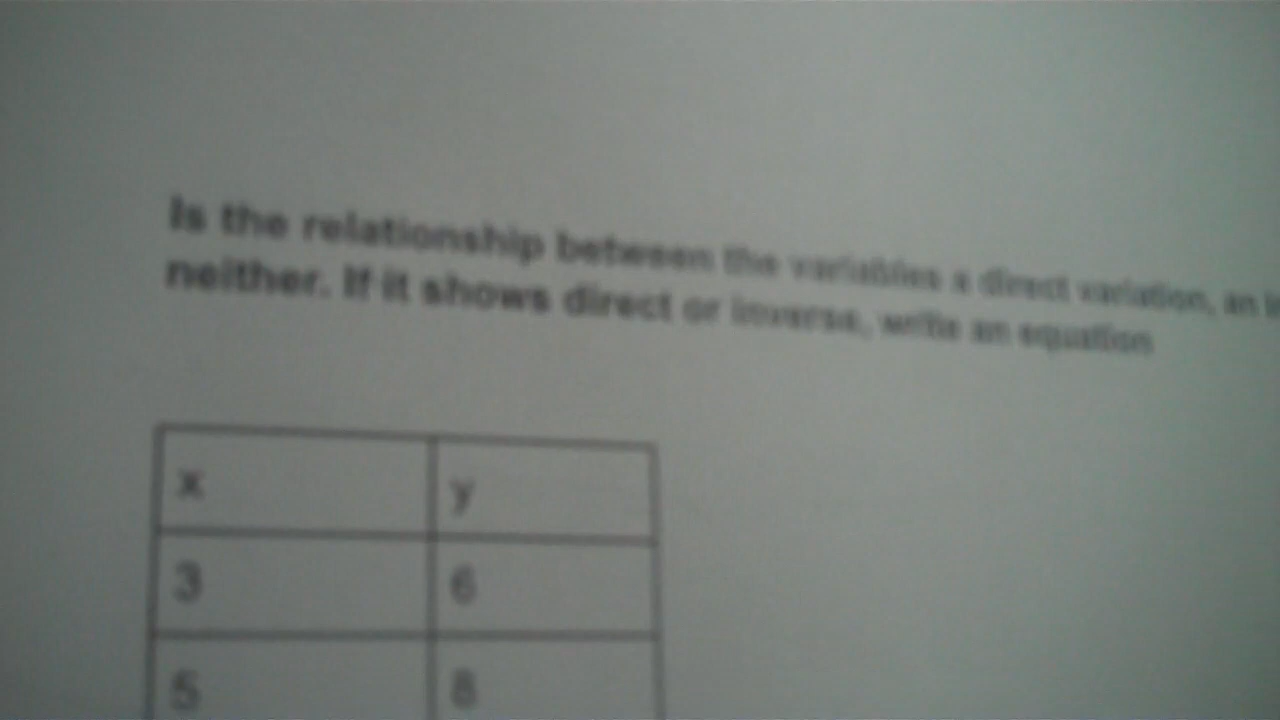 Is the relationship between the variables a direct variation, an
neither. If it shows direct or inverse, write an equation
x y
3 6
5 8